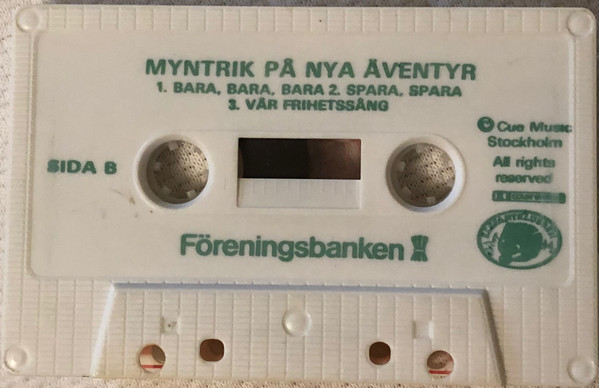 MYNTRIK PÅ NYA ÄVENTYR
1. BARA, BARA, BARA 2. SPARA, SPARA
3. VÅR FRIHETSSÅNG
SIDA B
© Cue Music
Stockholm
All rights
reserved
Föreningsbanken